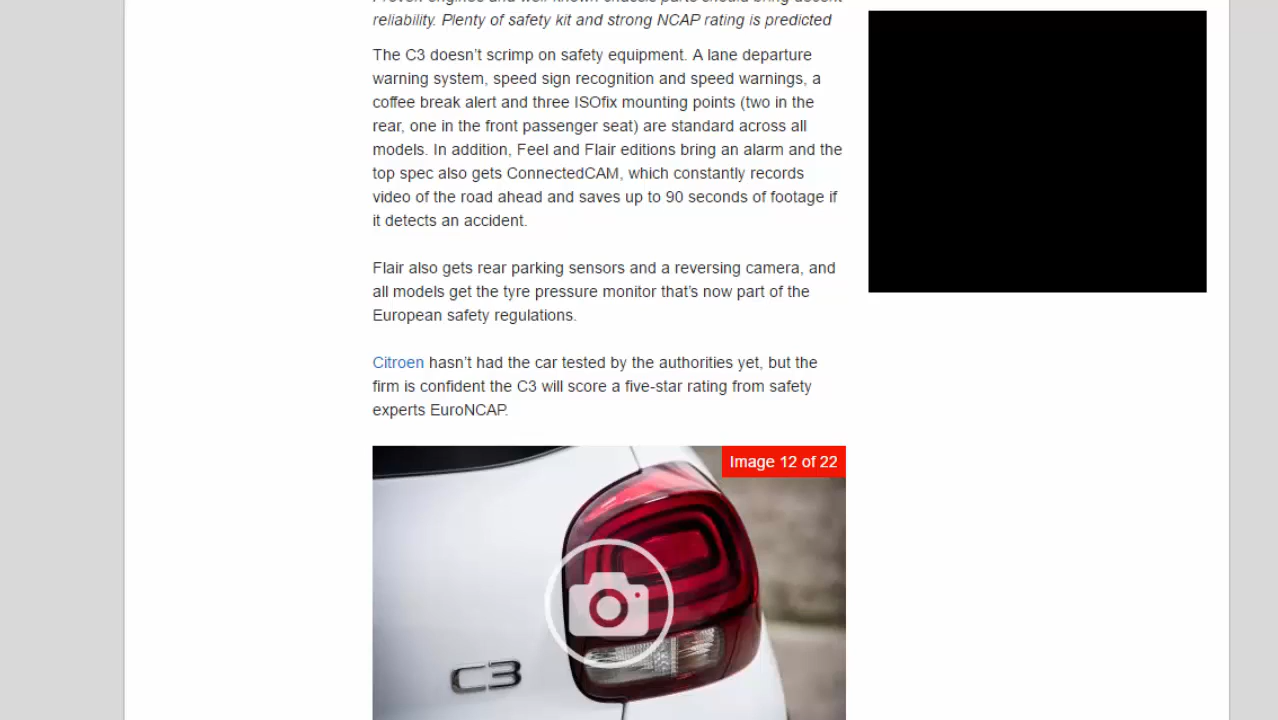 reliability. Plenty of safety kit and strong NCAP rating is predicted
The C3 doesn’t scrimp on safety equipment. A lane departure
warning system, speed sign recognition and speed warnings, a
coffee break alert and three ISOfix mounting points (two in the
rear, one in the front passenger seat) are standard across all
models. In addition, Feel and Flair editions bring an alarm and the
top spec also gets ConnectedCAM, which constantly records
video of the road ahead and saves up to 90 seconds of footage if
it detects an accident.
Flair also gets rear parking sensors and a reversing camera, and
all models get the tyre pressure monitor that’s now part of the
European safety regulations.
Citroen hasn’t had the car tested by the authorities yet, but the
firm is confident the C3 will score a five-star rating from safety
experts EuroNCAP.
Image 12 of 22
C3